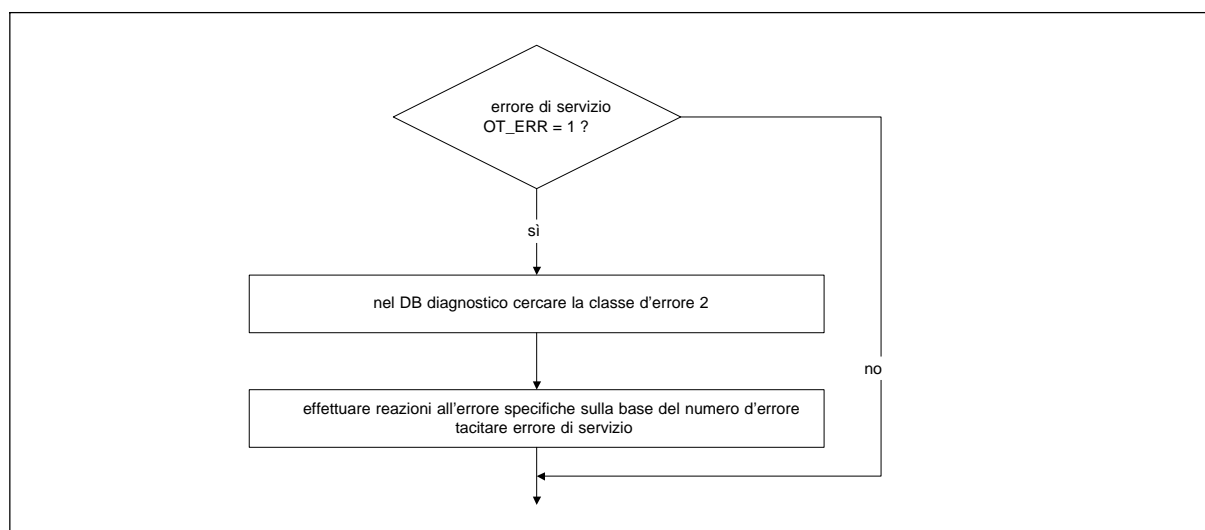 errore di servizio
OT_ERR = 1 ?
sì
nel DB diagnostico cercare la classe d'errore 2
no
effettuare reazioni all'errore specifiche sulla base del numero d'errore
tacitare errore di servizio